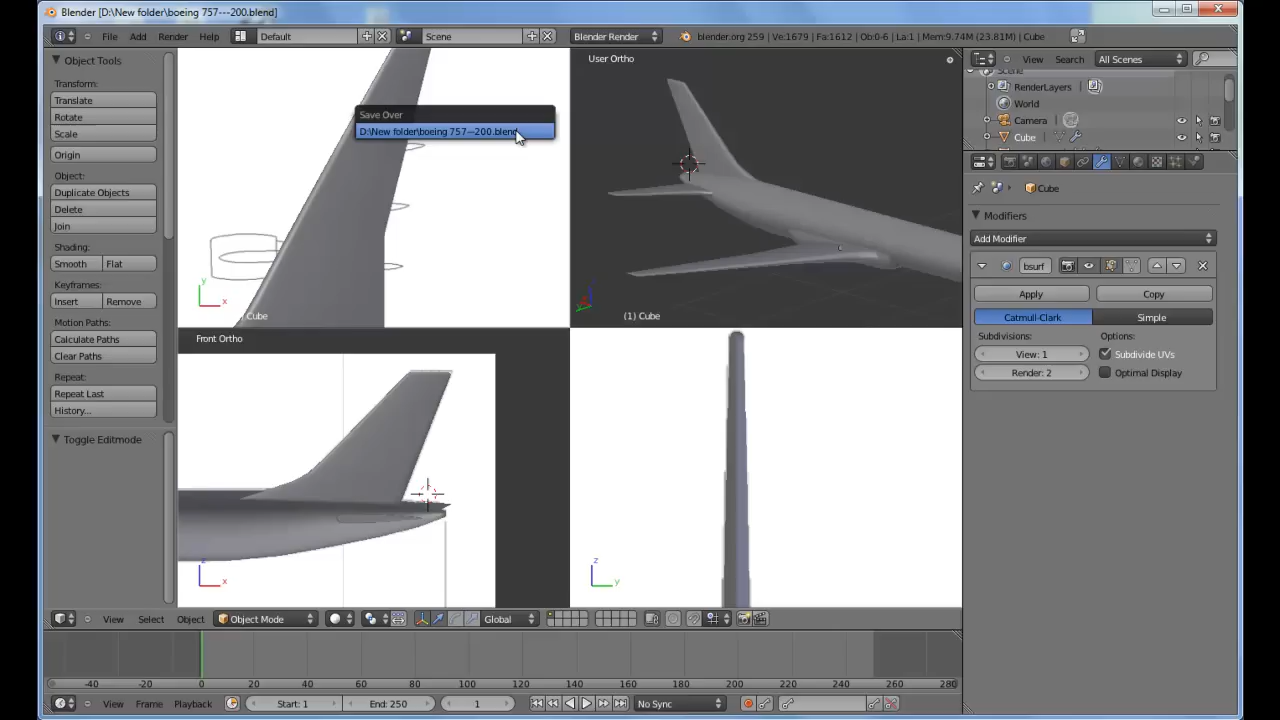 Blender [D:\New folder\boeing 757---200.blend]
File Add Render Help Default Scene Blender Render blender.org 259 | Ve:1679 | Fa:1612 | Ob:0-6 | La:1 | Mem:9.74M (23.81M) | Cube
Object Tools
Transform:
Translate
Rotate
Scale
Origin
Object:
Duplicate Objects
Delete
Join
Shading:
Smooth Flat
Keyframes:
Insert Remove
Motion Paths:
Calculate Paths
Clear Paths
Repeat:
Repeat Last
History...
Toggle Editmode
Save Over
D:\New folder\boeing 757---200.blend
y
x
Cube
User Ortho
(1) Cube
Front Ortho
z
x
z
y
View Search All Scenes
Scene
RenderLayers
World
Camera
Cube
Cube
Modifiers
Add Modifier
bsurf
Apply Copy
Catmull-Clark Simple
Subdivisions: Options:
View: 1 Subdivide UVs
Render: 2 Optimal Display
View Select Object Object Mode Global
-40 -20 0 20 40 60 80 100 120 140 160 180 200 220 240 260 280
View Frame Playback Start: 1 End: 250 1 No Sync